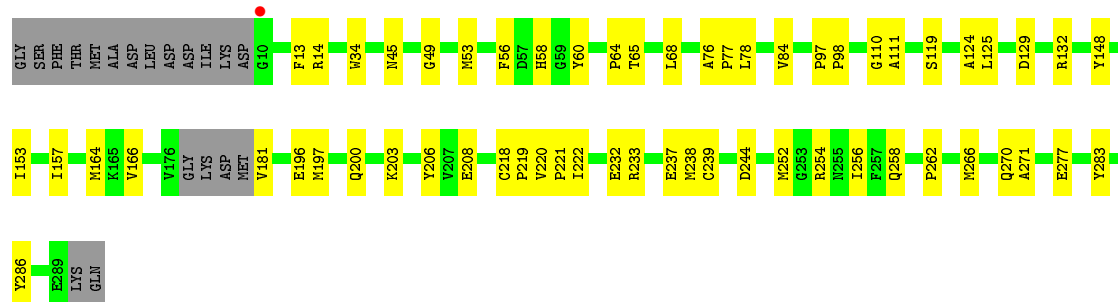 GLY SER PHE THR MET ALA ASP LEU ASP ASP ILE LYS ASP G10 F13 R14 W34 N45 G49 M53 F56 D57 H58 G59 Y60 P64 T65 L68 A76 P77 L78 V84 P97 P98 G110 A111 S119 A124 L125 D129 R132 Y148
I153 I157 M164 K165 V166 V176 GLY LYS ASP MET V181 E196 M197 Q200 K203 Y206 V207 E208 C218 P219 V220 P221 I222 E232 R233 E237 M238 C239 D244 M252 G253 R254 N255 I256 F257 Q258 P262 M266 Q270 A271 E277 Y283
Y286 E289 LYS GLN